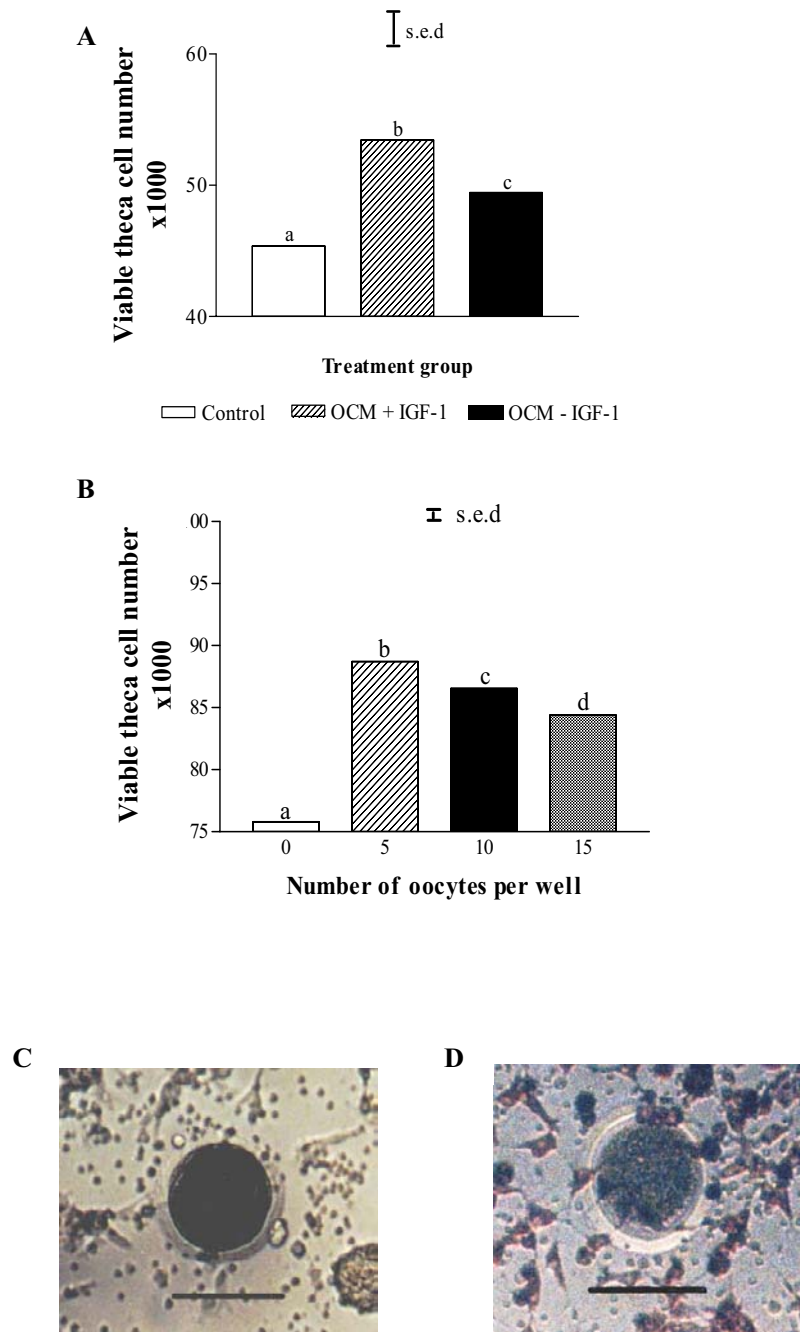 A
s.e.d
Viable theca cell number
x1000
60
50
40
a
b
c
Treatment group
Control
OCM + IGF-1
OCM - IGF-1
B
s.e.d
Viable theca cell number
x1000
00
95
90
85
80
75
a
b
c
d
0 5 10 15
Number of oocytes per well
C
D